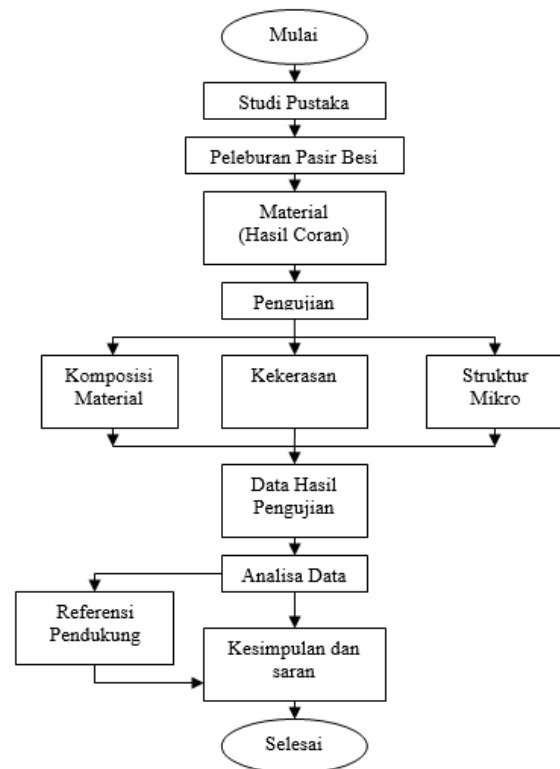 Mulai
Studi Pustaka
Peleburan Pasir Besi
Material
(Hasil Coran)
Pengujian
Komposisi
Material
Kekerasan
Struktur
Mikro
Data Hasil
Pengujian
Analisa Data
Referensi
Pendukung
Kesimpulan dan
saran
Selesai